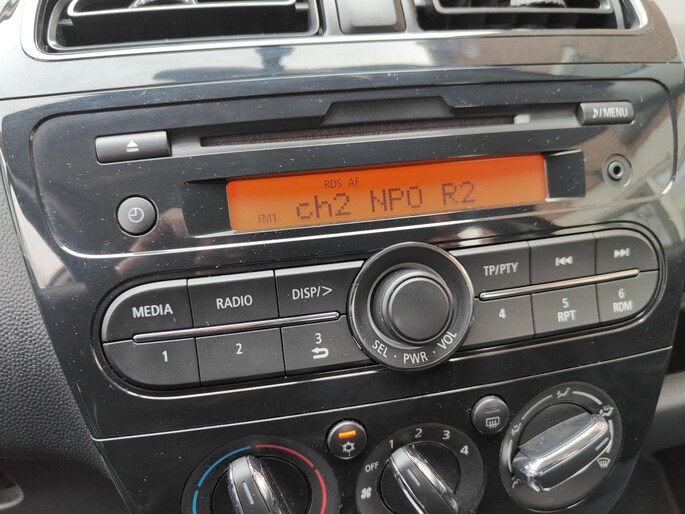 ♪/MENU
RDS AF
FM1 ch2 NPO R2
MEDIA RADIO DISP/> TP/PTY
1 2 3 4 5 6
RPT RDM
SEL · PWR · VOL
OFF 1 2 3 4